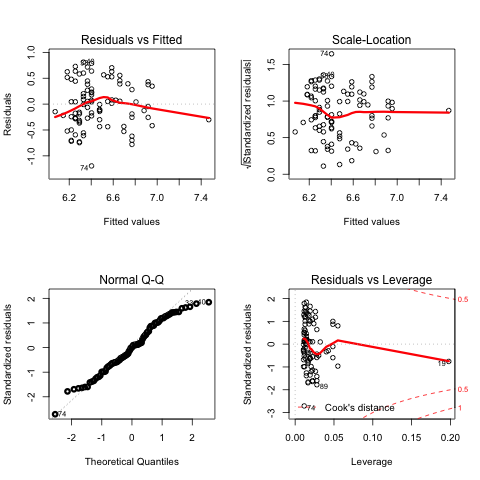 Residuals vs Fitted
Residuals
1.0
0.5
0.0
-0.5
-1.0
74
6.2 6.6 7.0 7.4
Fitted values
Scale-Location
√|Standardized residuals|
1.5
1.0
0.5
0.0
74
6.2 6.6 7.0 7.4
Fitted values
Normal Q-Q
Standardized residuals
2
1
0
-2
74
-2 -1 0 1 2
Theoretical Quantiles
Residuals vs Leverage
Standardized residuals
2
1
0
-1
-2
-3
0.5
19
0.5
1
89
74
Cook's distance
0.00 0.05 0.10 0.15 0.20
Leverage